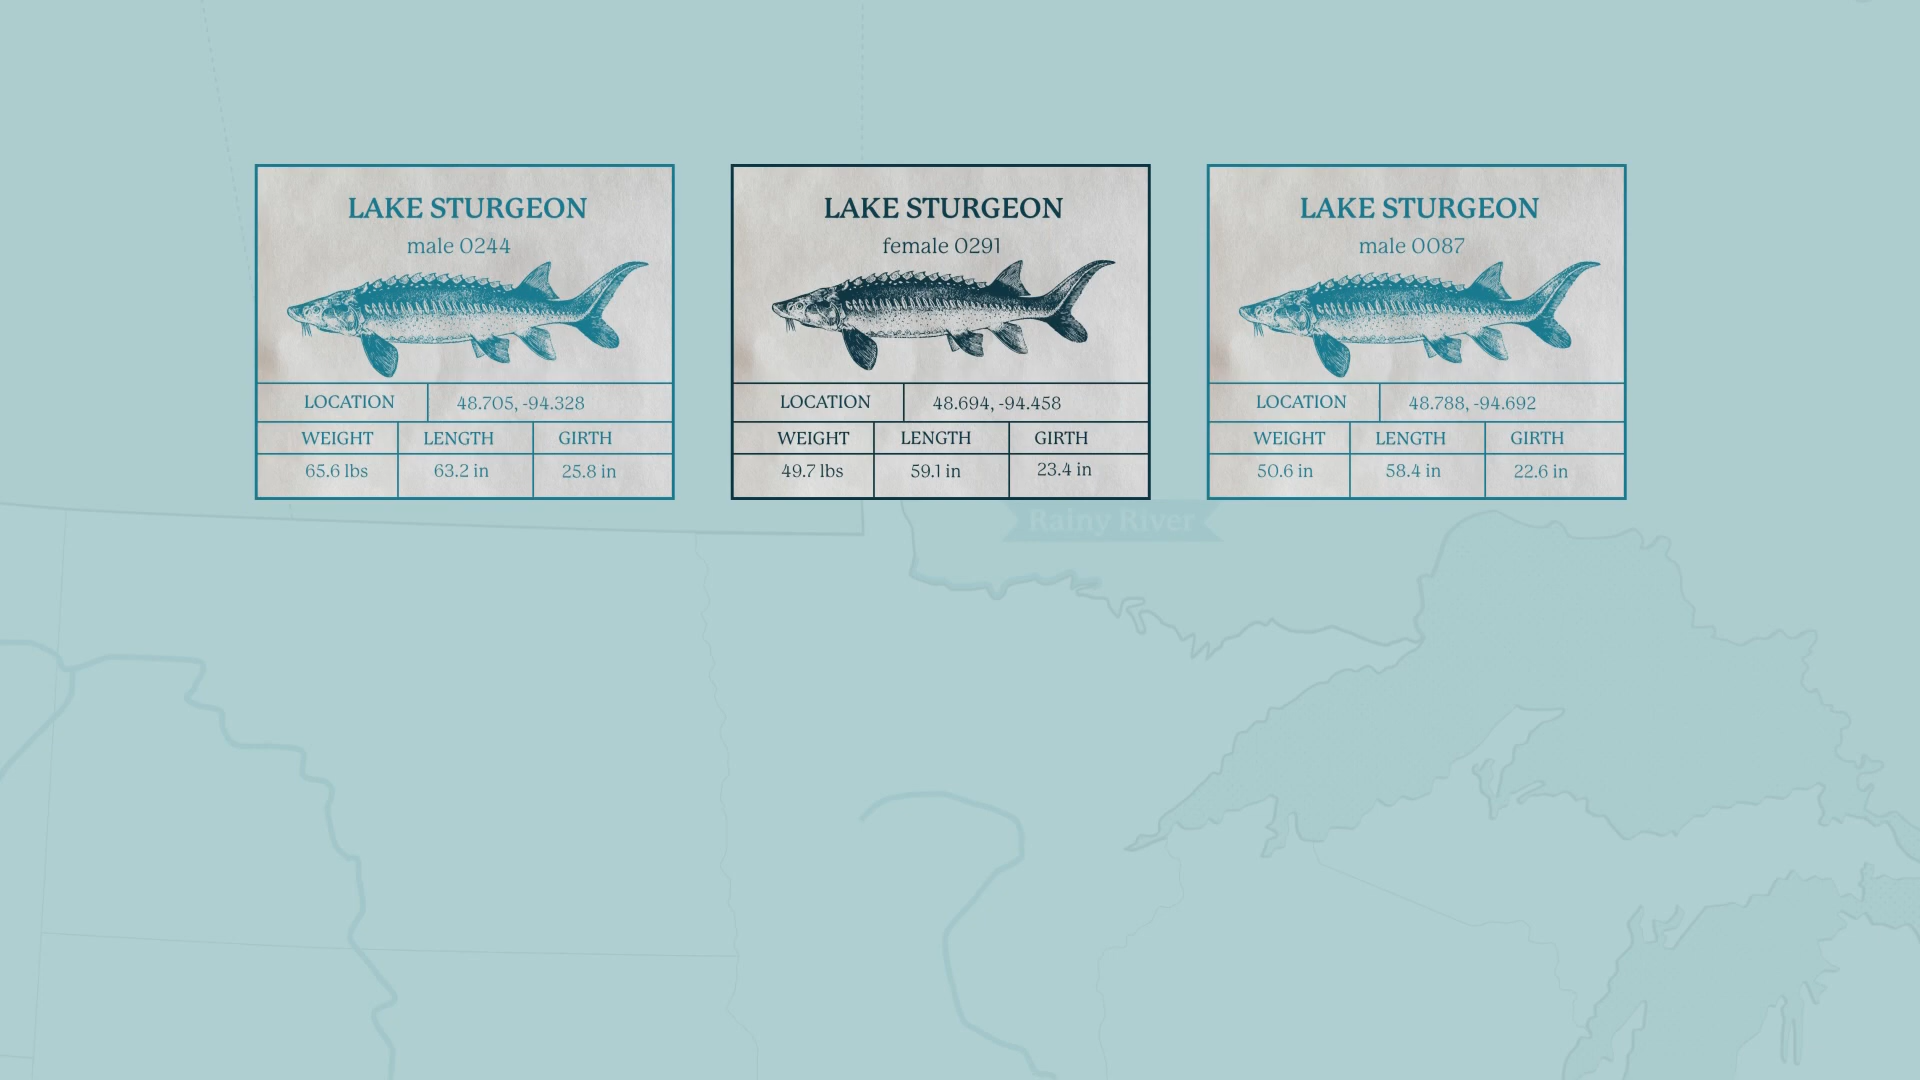 LAKE STURGEON
male 0244
LOCATION 48.705, -94.328
WEIGHT LENGTH GIRTH
65.6 lbs 63.2 in 25.8 in
LAKE STURGEON
female 0291
LOCATION 48.694, -94.458
WEIGHT LENGTH GIRTH
49.7 lbs 59.1 in 23.4 in
LAKE STURGEON
male 0087
LOCATION 48.788, -94.692
WEIGHT LENGTH GIRTH
50.6 in 58.4 in 22.6 in
Rainy River